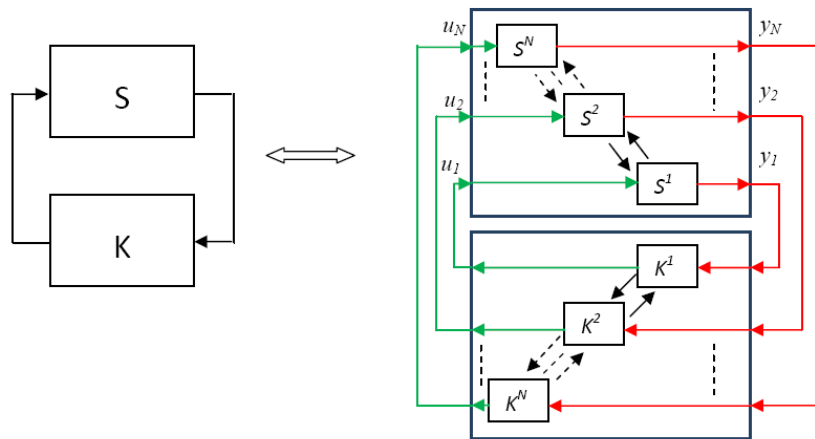 S
K
u_N
u_2
u_1
S^N
S^2
S^1
y_N
y_2
y_1
K^1
K^2
K^N